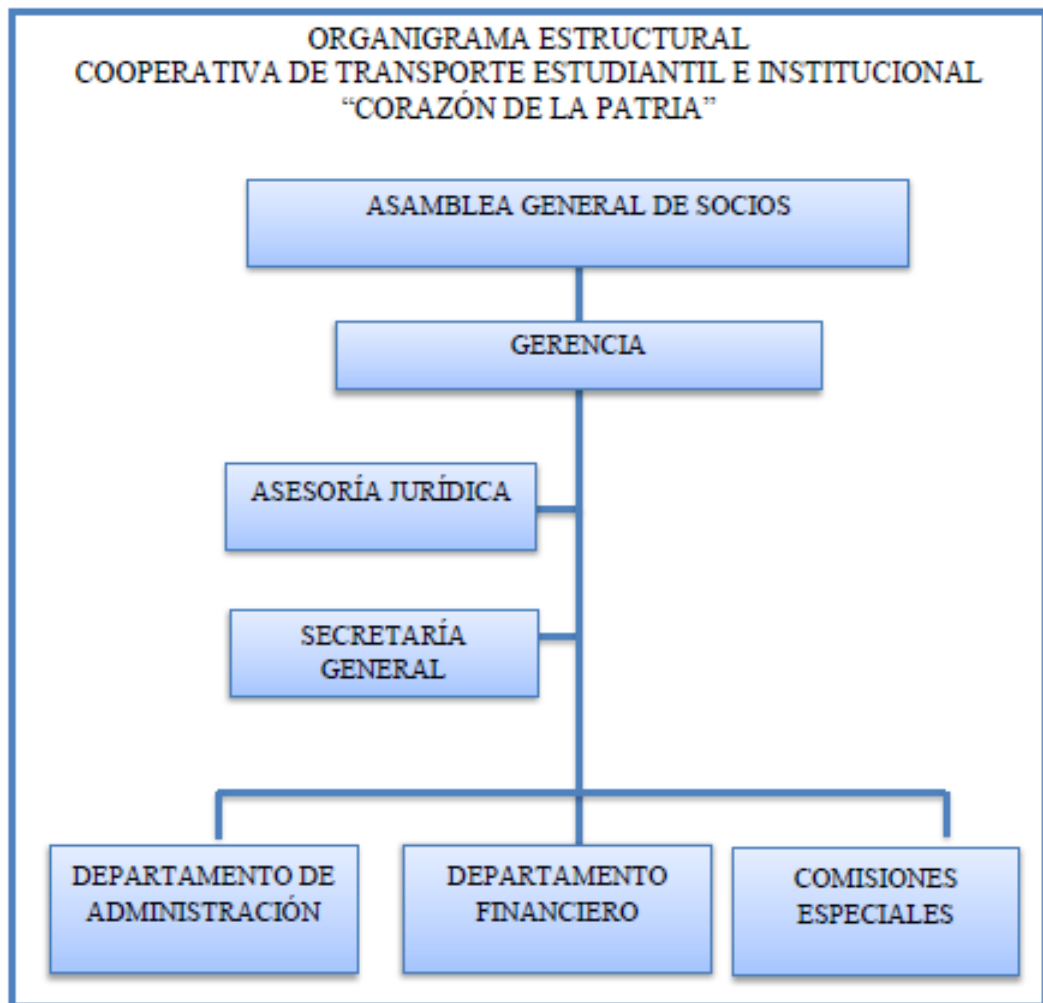 ORGANIGRAMA ESTRUCTURAL
COOPERATIVA DE TRANSPORTE ESTUDIANTIL E INSTITUCIONAL
“CORAZÓN DE LA PATRIA”
ASAMBLEA GENERAL DE SOCIOS
GERENCIA
ASESORÍA JURÍDICA
SECRETARÍA
GENERAL
DEPARTAMENTO DE
ADMINISTRACIÓN
DEPARTAMENTO
FINANCIERO
COMISIONES
ESPECIALES